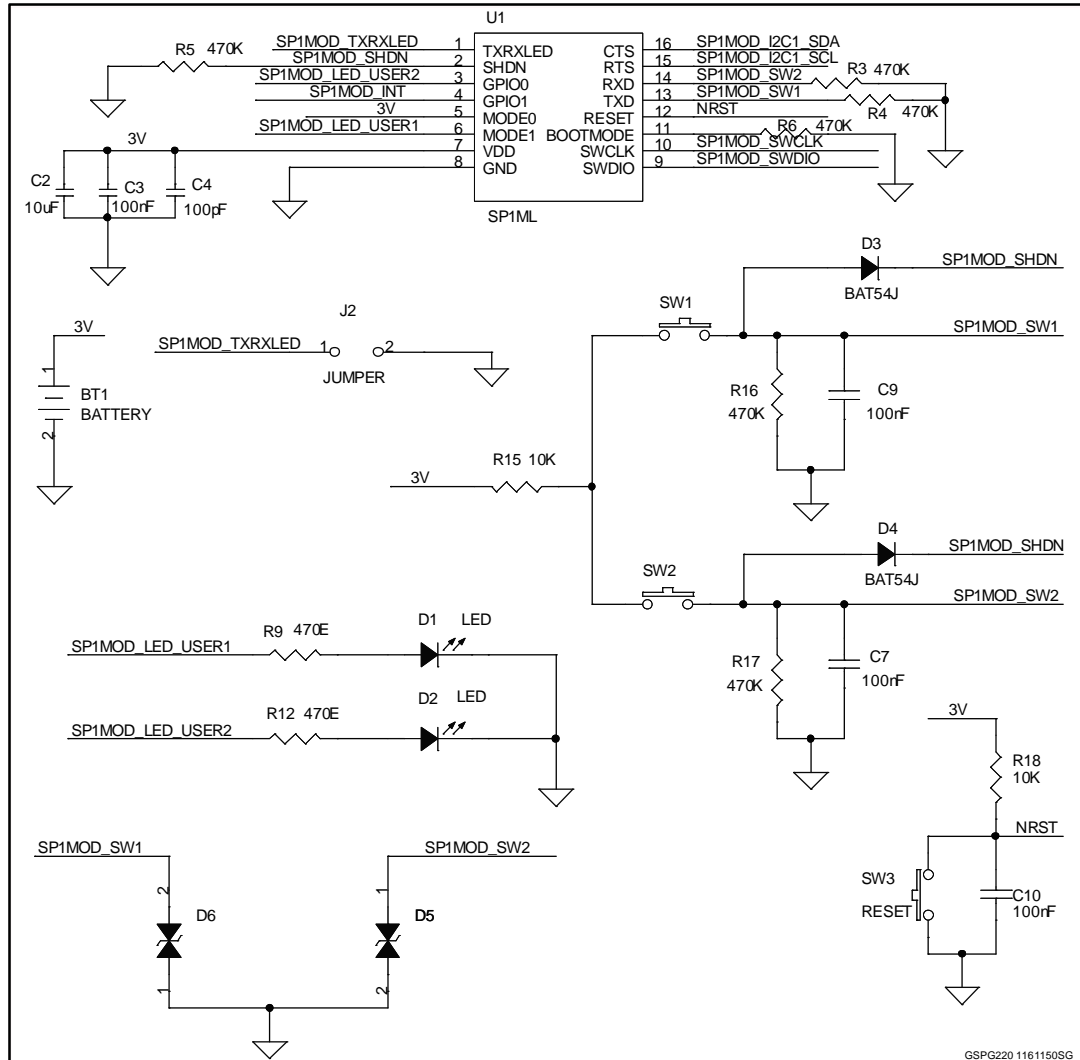 U1
R5 470K
SP1MOD_TXRXLED 1 TXRXLED CTS 16 SP1MOD_I2C1_SDA
SP1MOD_SHDN 2 SHDN RTS 15 SP1MOD_I2C1_SCL
SP1MOD_LED_USER2 3 GPIO0 RXD 14 SP1MOD_SW2 R3 470K
SP1MOD_INT 4 GPIO1 TXD 13 SP1MOD_SW1 R4 470K
3V 5 MODE0 RESET 12 NRST
SP1MOD_LED_USER1 6 MODE1 BOOTMODE 11 R6 470K
3V 7 VDD SWCLK 10 SP1MOD_SWCLK
8 GND SWDIO 9 SP1MOD_SWDIO
SP1ML
C2 10uF
C3 100nF
C4 100pF
D3
SP1MOD_SHDN
BAT54J
SW1
SP1MOD_SW1
3V
J2
SP1MOD_TXRXLED 1 2
JUMPER
1
BT1
BATTERY
2
R16
470K
C9
100nF
R15 10K
3V
D4
SP1MOD_SHDN
BAT54J
SW2
SP1MOD_SW2
SP1MOD_LED_USER1 R9 470E D1 LED
R17
470K
C7
100nF
SP1MOD_LED_USER2 R12 470E D2 LED
3V
R18
10K
NRST
SP1MOD_SW1
SP1MOD_SW2
2
1
D6
D5
1
2
SW3
RESET
C10
100nF
GSPG220 1161150SG